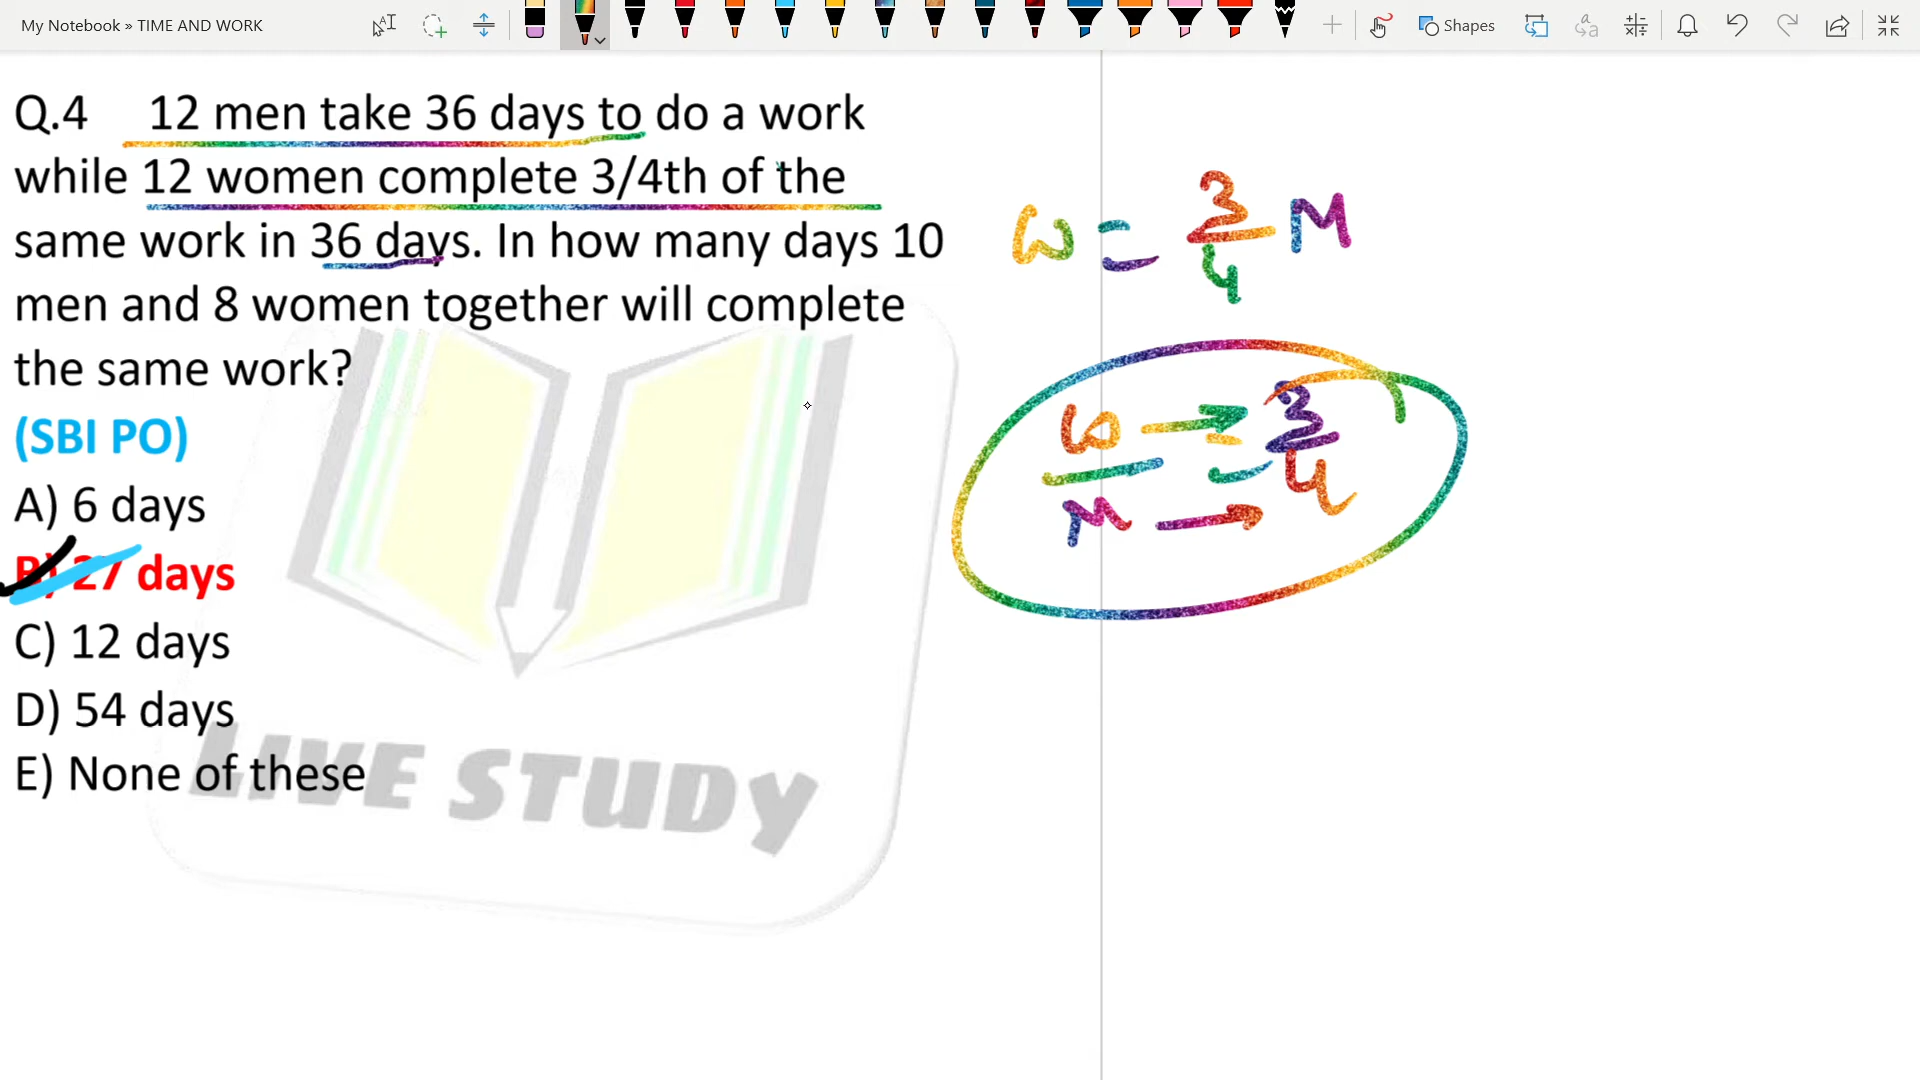 My Notebook » TIME AND WORK
Shapes
Q.4 12 men take 36 days to do a work
while 12 women complete 3/4th of the
same work in 36 days. In how many days 10
men and 8 women together will complete
the same work?
(SBI PO)
A) 6 days
B) 27 days
C) 12 days
D) 54 days
E) None of these
LIVE STUDY
W = 3/4 M
W → = 3
M → 4